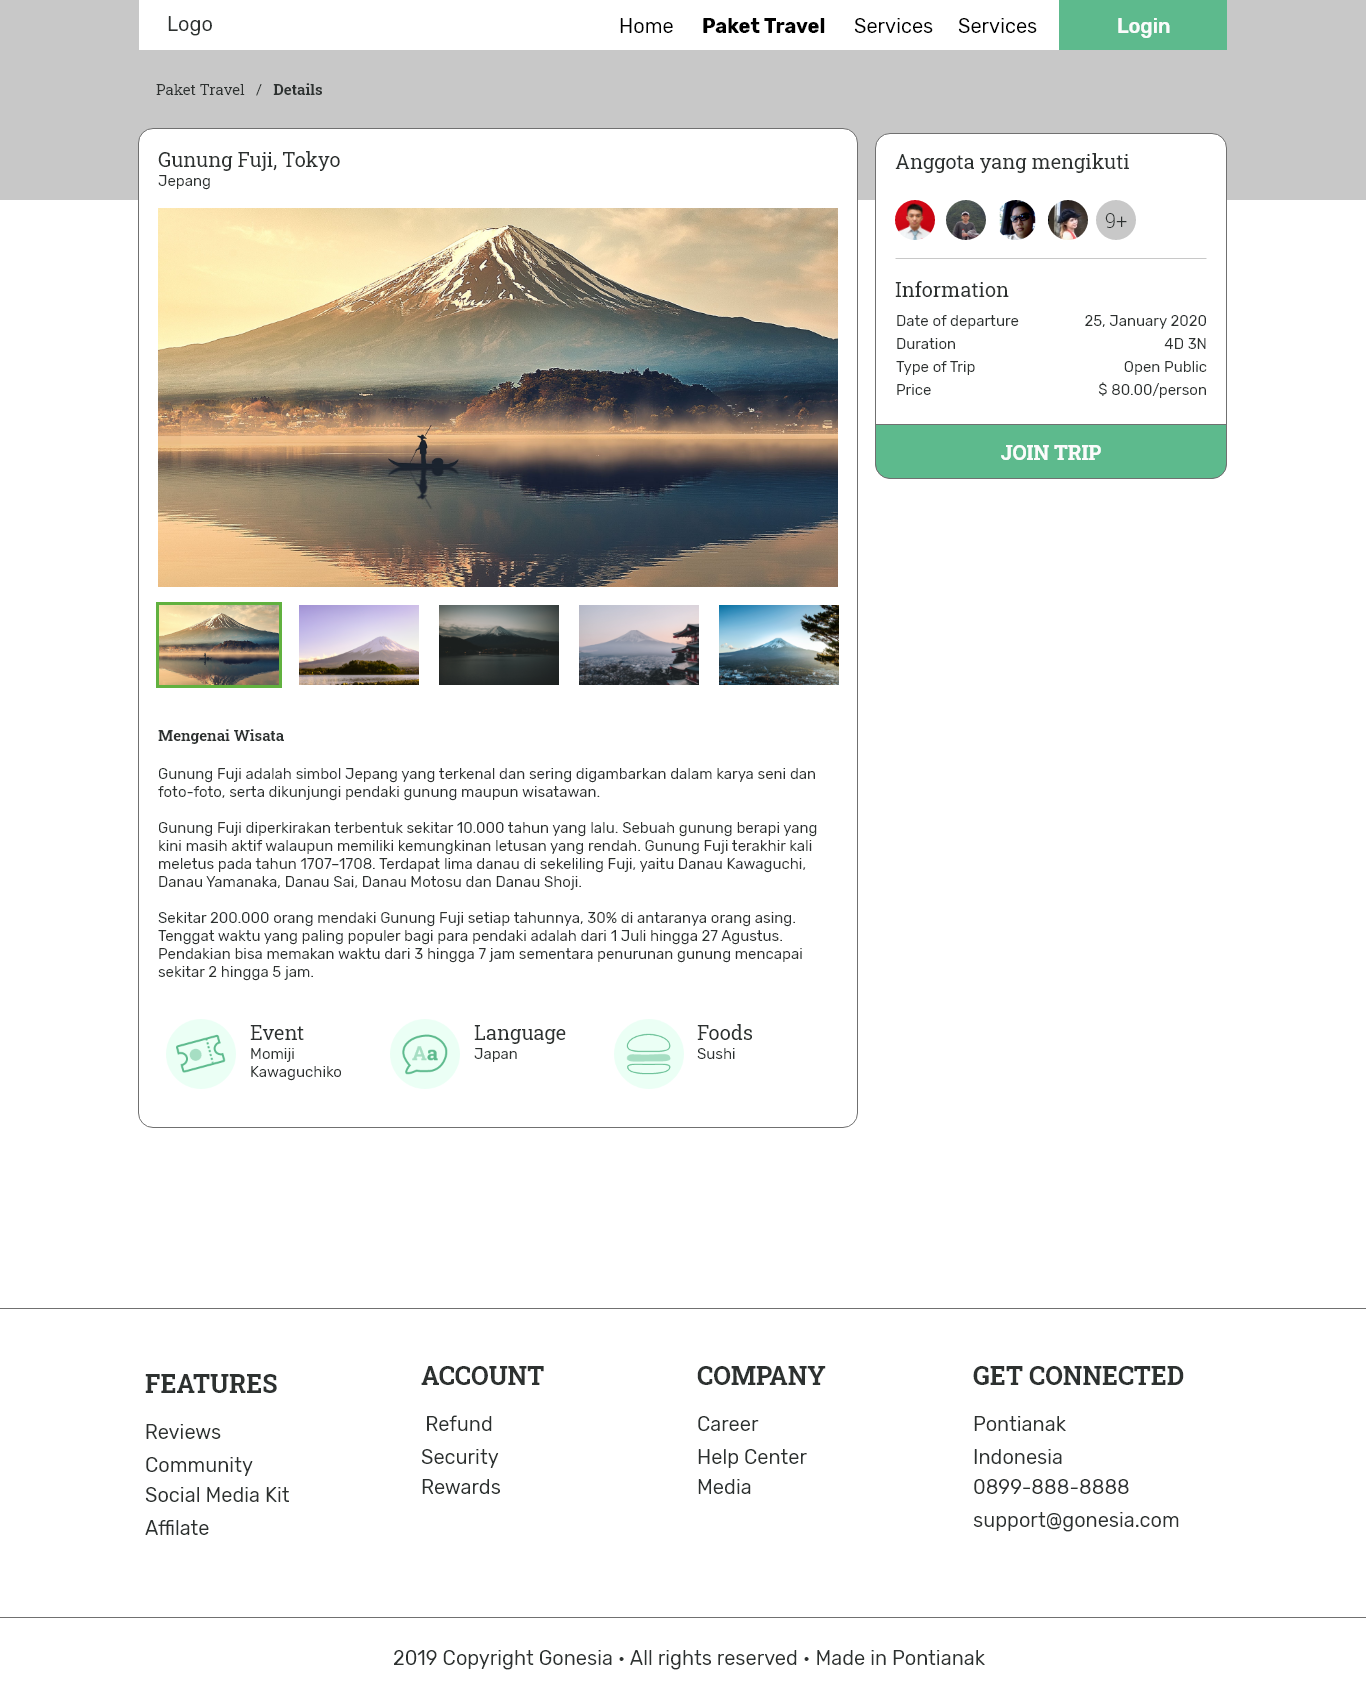 Logo
Home
Paket Travel
Services
Services
Login
Paket Travel / Details
Gunung Fuji, Tokyo
Jepang
Anggota yang mengikuti
9+
Information
Date of departure 25, January 2020
Duration 4D 3N
Type of Trip Open Public
Price $ 80.00/person
JOIN TRIP
Mengenai Wisata
Gunung Fuji adalah simbol Jepang yang terkenal dan sering digambarkan dalam karya seni dan
foto-foto, serta dikunjungi pendaki gunung maupun wisatawan.
Gunung Fuji diperkirakan terbentuk sekitar 10.000 tahun yang lalu. Sebuah gunung berapi yang
kini masih aktif walaupun memiliki kemungkinan letusan yang rendah. Gunung Fuji terakhir kali
meletus pada tahun 1707–1708. Terdapat lima danau di sekeliling Fuji, yaitu Danau Kawaguchi,
Danau Yamanaka, Danau Sai, Danau Motosu dan Danau Shoji.
Sekitar 200.000 orang mendaki Gunung Fuji setiap tahunnya, 30% di antaranya orang asing.
Tenggat waktu yang paling populer bagi para pendaki adalah dari 1 Juli hingga 27 Agustus.
Pendakian bisa memakan waktu dari 3 hingga 7 jam sementara penurunan gunung mencapai
sekitar 2 hingga 5 jam.
Event
Momiji
Kawaguchiko
Aa
Language
Japan
Foods
Sushi
FEATURES
Reviews
Community
Social Media Kit
Affilate
ACCOUNT
Refund
Security
Rewards
COMPANY
Career
Help Center
Media
GET CONNECTED
Pontianak
Indonesia
0899-888-8888
support@gonesia.com
2019 Copyright Gonesia • All rights reserved • Made in Pontianak